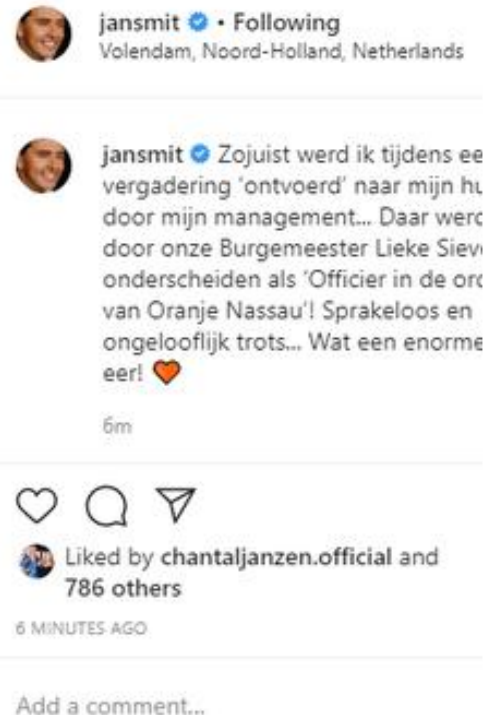 jansmit • Following
Volendam, Noord-Holland, Netherlands
jansmit Zojuist werd ik tijdens ee
vergadering 'ontvoerd' naar mijn hu
door mijn management... Daar werd
door onze Burgemeester Lieke Sieve
onderscheiden als 'Officier in de ord
van Oranje Nassau'! Sprakeloos en
ongelooflijk trots... Wat een enorme
eer! 🧡
6m
Liked by chantaljanzen.official and
786 others
6 MINUTES AGO
Add a comment...